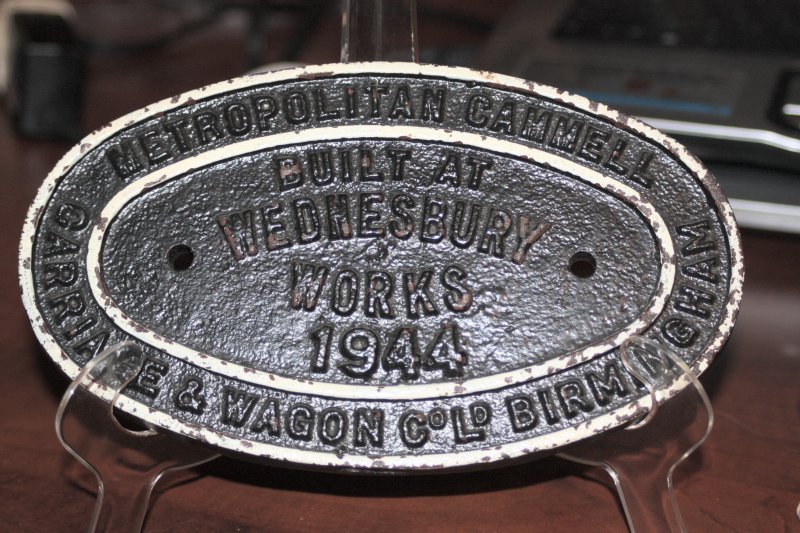 METROPOLITAN CAMMELL
CARRIAGE & WAGON CO LD BIRMINGHAM
BUILT AT
WEDNESBURY
WORKS
1944